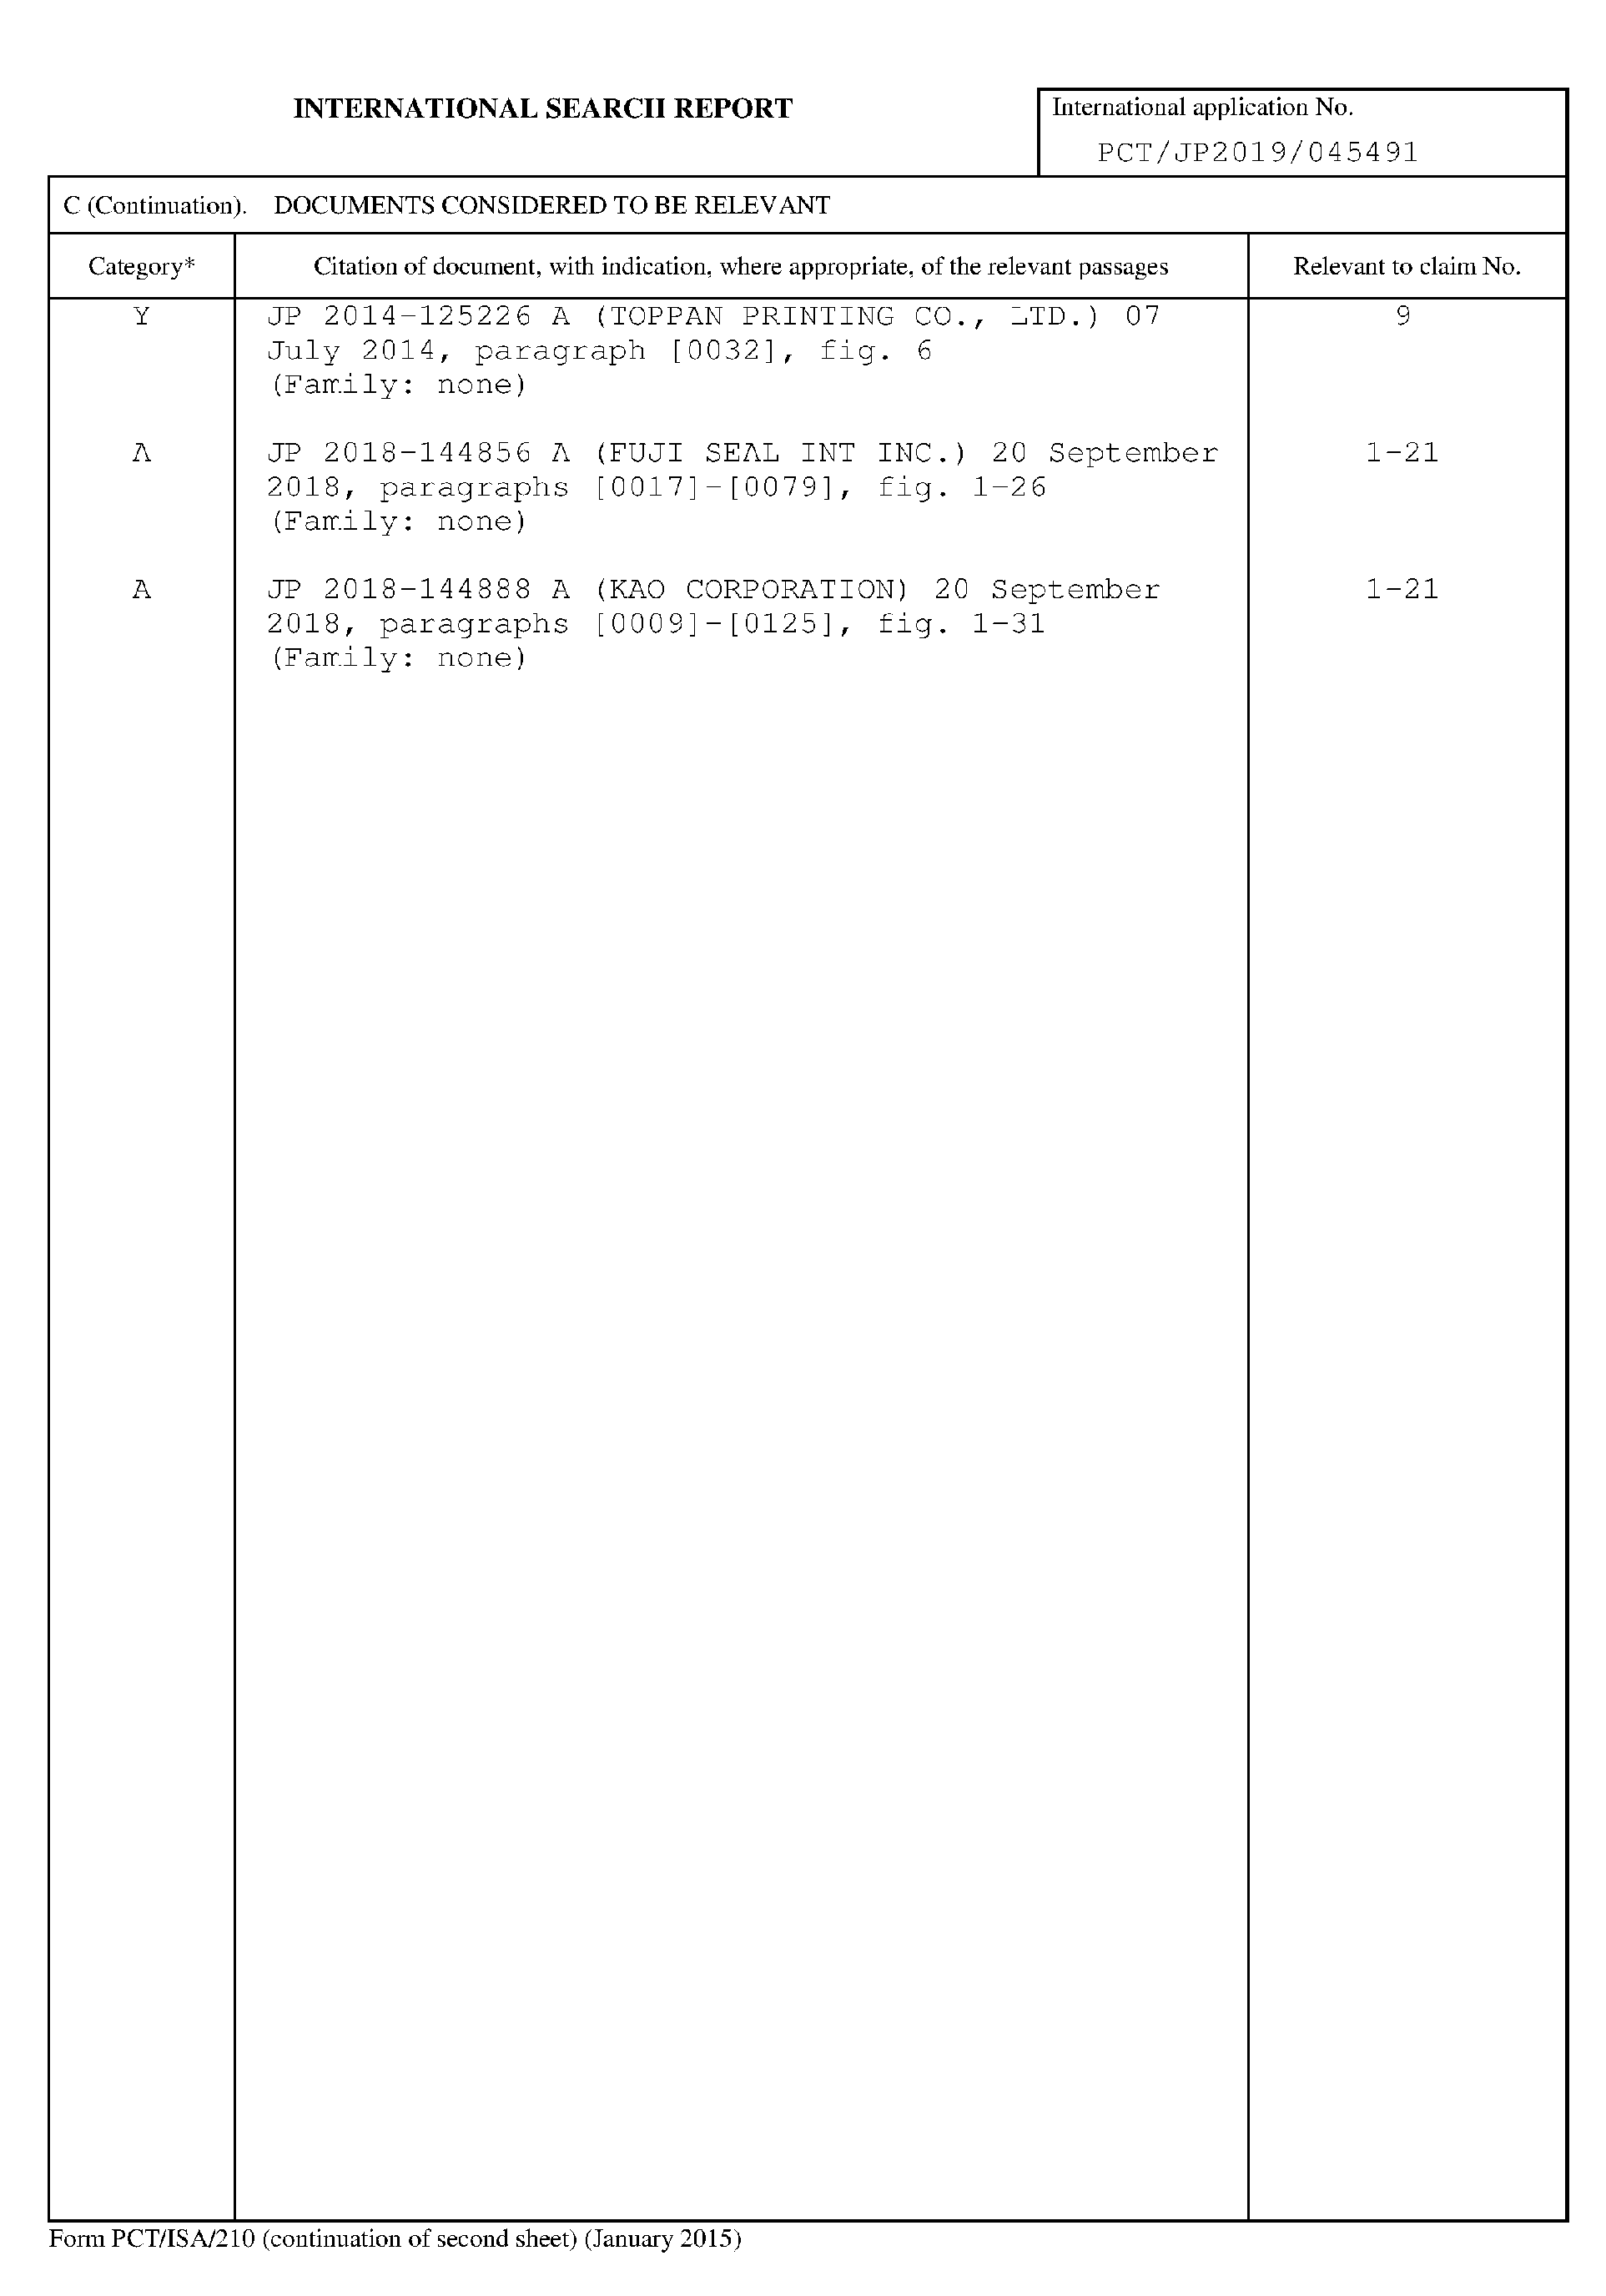 INTERNATIONAL SEARCH REPORT
International application No.
PCT/JP2019/045491
C (Continuation). DOCUMENTS CONSIDERED TO BE RELEVANT
Category* Citation of document, with indication, where appropriate, of the relevant passages Relevant to claim No.
Y JP 2014-125226 A (TOPPAN PRINTING CO., LTD.) 07 9
July 2014, paragraph [0032], fig. 6
(Family: none)
A JP 2018-144856 A (FUJI SEAL INT INC.) 20 September 1-21
2018, paragraphs [0017]-[0079], fig. 1-26
(Family: none)
A JP 2018-144888 A (KAO CORPORATION) 20 September 1-21
2018, paragraphs [0009]-[0125], fig. 1-31
(Family: none)
Form PCT/ISA/210 (continuation of second sheet) (January 2015)